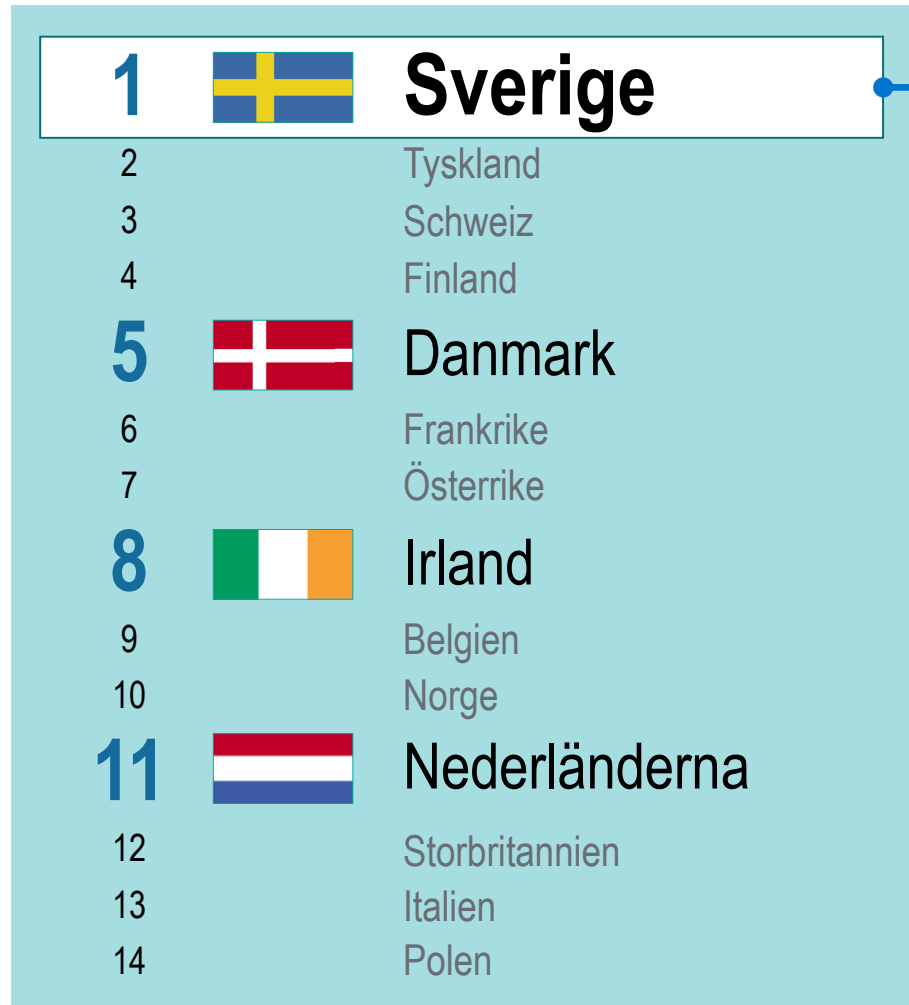 1 Sverige
2 Tyskland
3 Schweiz
4 Finland
5 Danmark
6 Frankrike
7 Österrike
8 Irland
9 Belgien
10 Norge
11 Nederländerna
12 Storbritannien
13 Italien
14 Polen